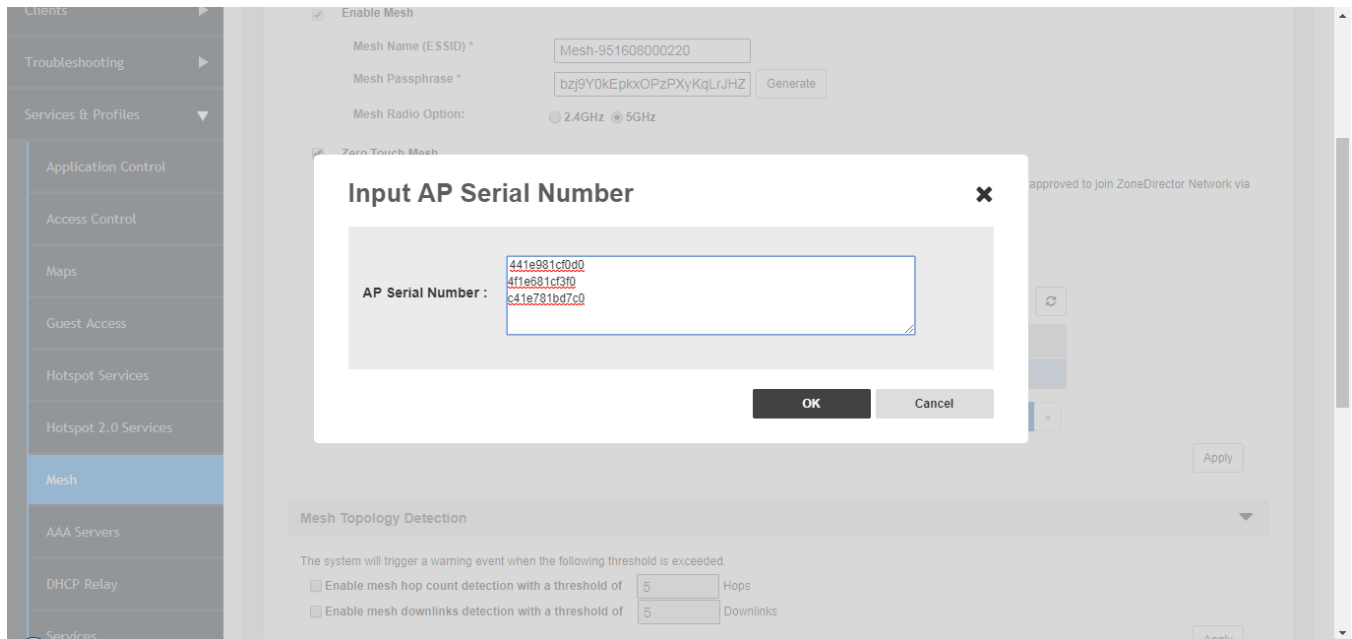 Clients
Troubleshooting
Services & Profiles
Application Control
Access Control
Maps
Guest Access
Hotspot Services
Hotspot 2.0 Services
Mesh
AAA Servers
DHCP Relay
Services
Enable Mesh
Mesh Name (ESSID) *
Mesh-951608000220
Mesh Passphrase *
bzj9Y0kEpkxOPzPXyKqLrJHZ
Generate
Mesh Radio Option:
2.4GHz
5GHz
Zero Touch Mesh
approved to join ZoneDirector Network via
Input AP Serial Number
AP Serial Number :
441e981cf0d0
4f1e681cf3f0
c41e781bd7c0
OK
Cancel
»
Apply
Mesh Topology Detection
The system will trigger a warning event when the following threshold is exceeded.
Enable mesh hop count detection with a threshold of 5 Hops
Enable mesh downlinks detection with a threshold of 5 Downlinks
Apply